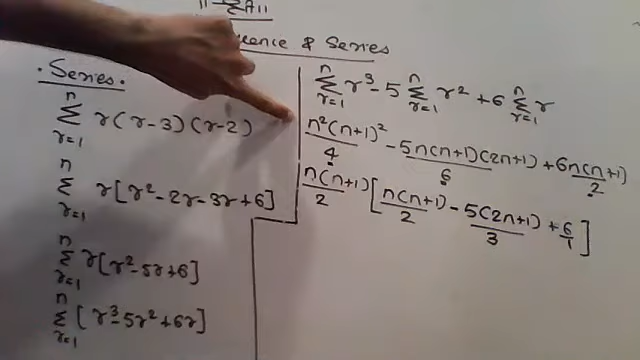 "ΣA"
ence & Series
. Series.
n Σ r=1 r(r-3)(r-2)
n Σ r=1 r[r²-2r-3r+6]
n Σ r=1 r[r²-5r+6]
n Σ r=1 [r³-5r²+6r]
n Σ r=1 r³ - 5 n Σ r=1 r² + 6 n Σ r=1 r
n²(n+1)²/4 - 5n(n+1)(2n+1)/6 + 6n(n+1)/2
n(n+1)/2 [n(n+1)/2 - 5(2n+1)/3 + 6/1]